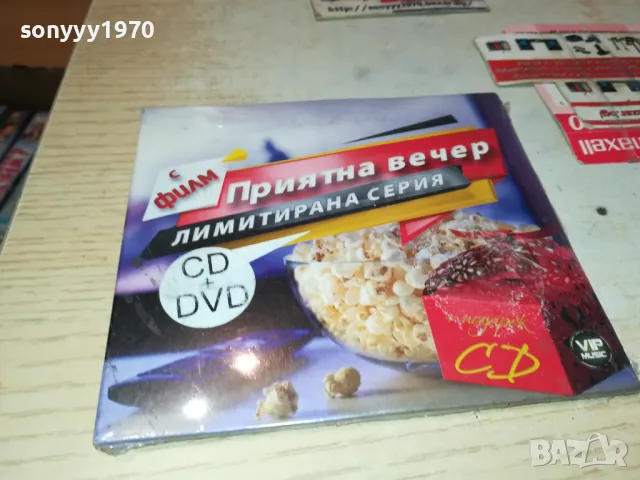 sonyyy1970
с
филм
Приятна вечер
ЛИМИТИРАНА СЕРИЯ
CD
+
DVD
CD
VIP
MUSIC
maxell
BAZAR